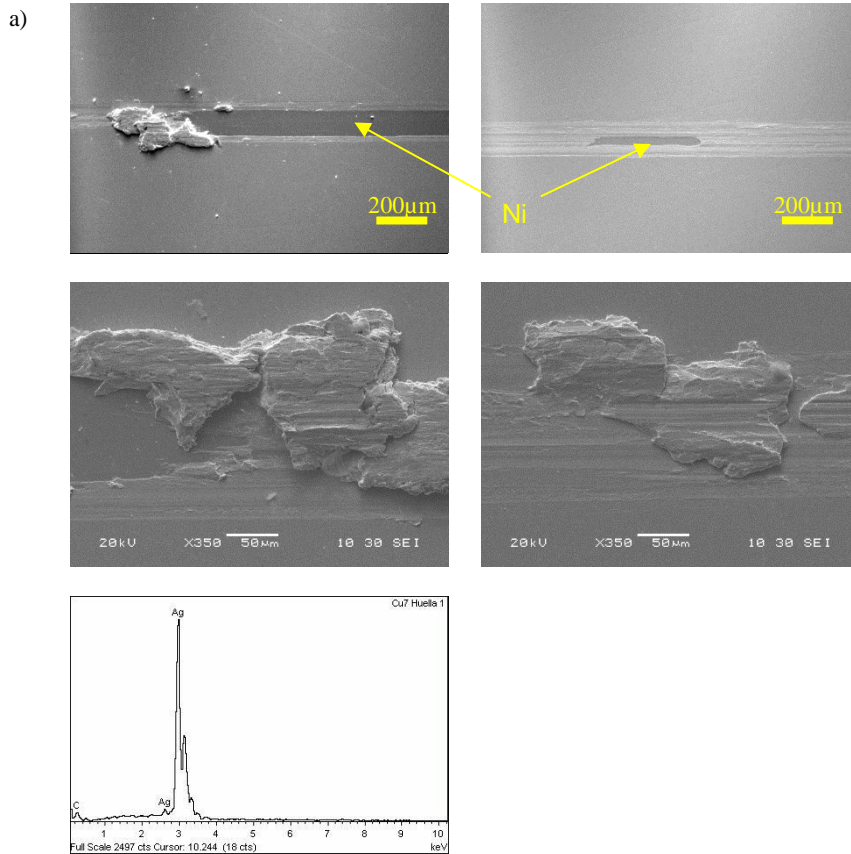 a)
200µm
Ni
200µm
20kV X350 50µm 10 30 SEI
20kV X350 50µm 10 30 SEI
Cu7 Huella 1
Ag
C
Ag
1 2 3 4 5 6 7 8 9 10
Full Scale 2497 cts Cursor: 10.244 (18 cts) keV